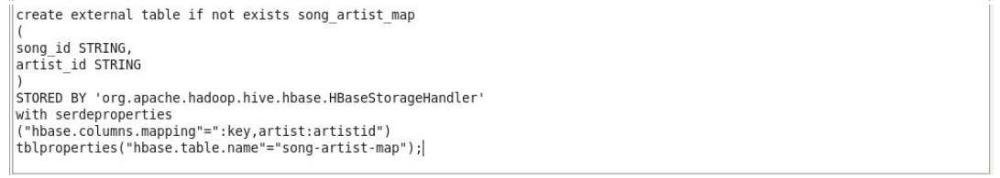 create external table if not exists song_artist_map
(
song_id STRING,
artist_id STRING
)
STORED BY 'org.apache.hadoop.hive.hbase.HBaseStorageHandler'
with serdeproperties
("hbase.columns.mapping"=":key,artist:artistid")
tblproperties("hbase.table.name"="song-artist-map");